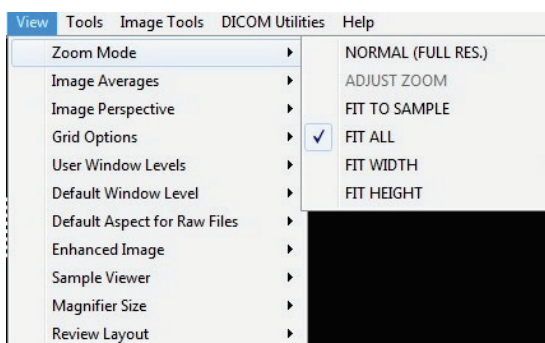 View Tools Image Tools DICOM Utilities Help
Zoom Mode
Image Averages
Image Perspective
Grid Options
User Window Levels
Default Window Level
Default Aspect for Raw Files
Enhanced Image
Sample Viewer
Magnifier Size
Review Layout
NORMAL (FULL RES.)
ADJUST ZOOM
FIT TO SAMPLE
FIT ALL
FIT WIDTH
FIT HEIGHT